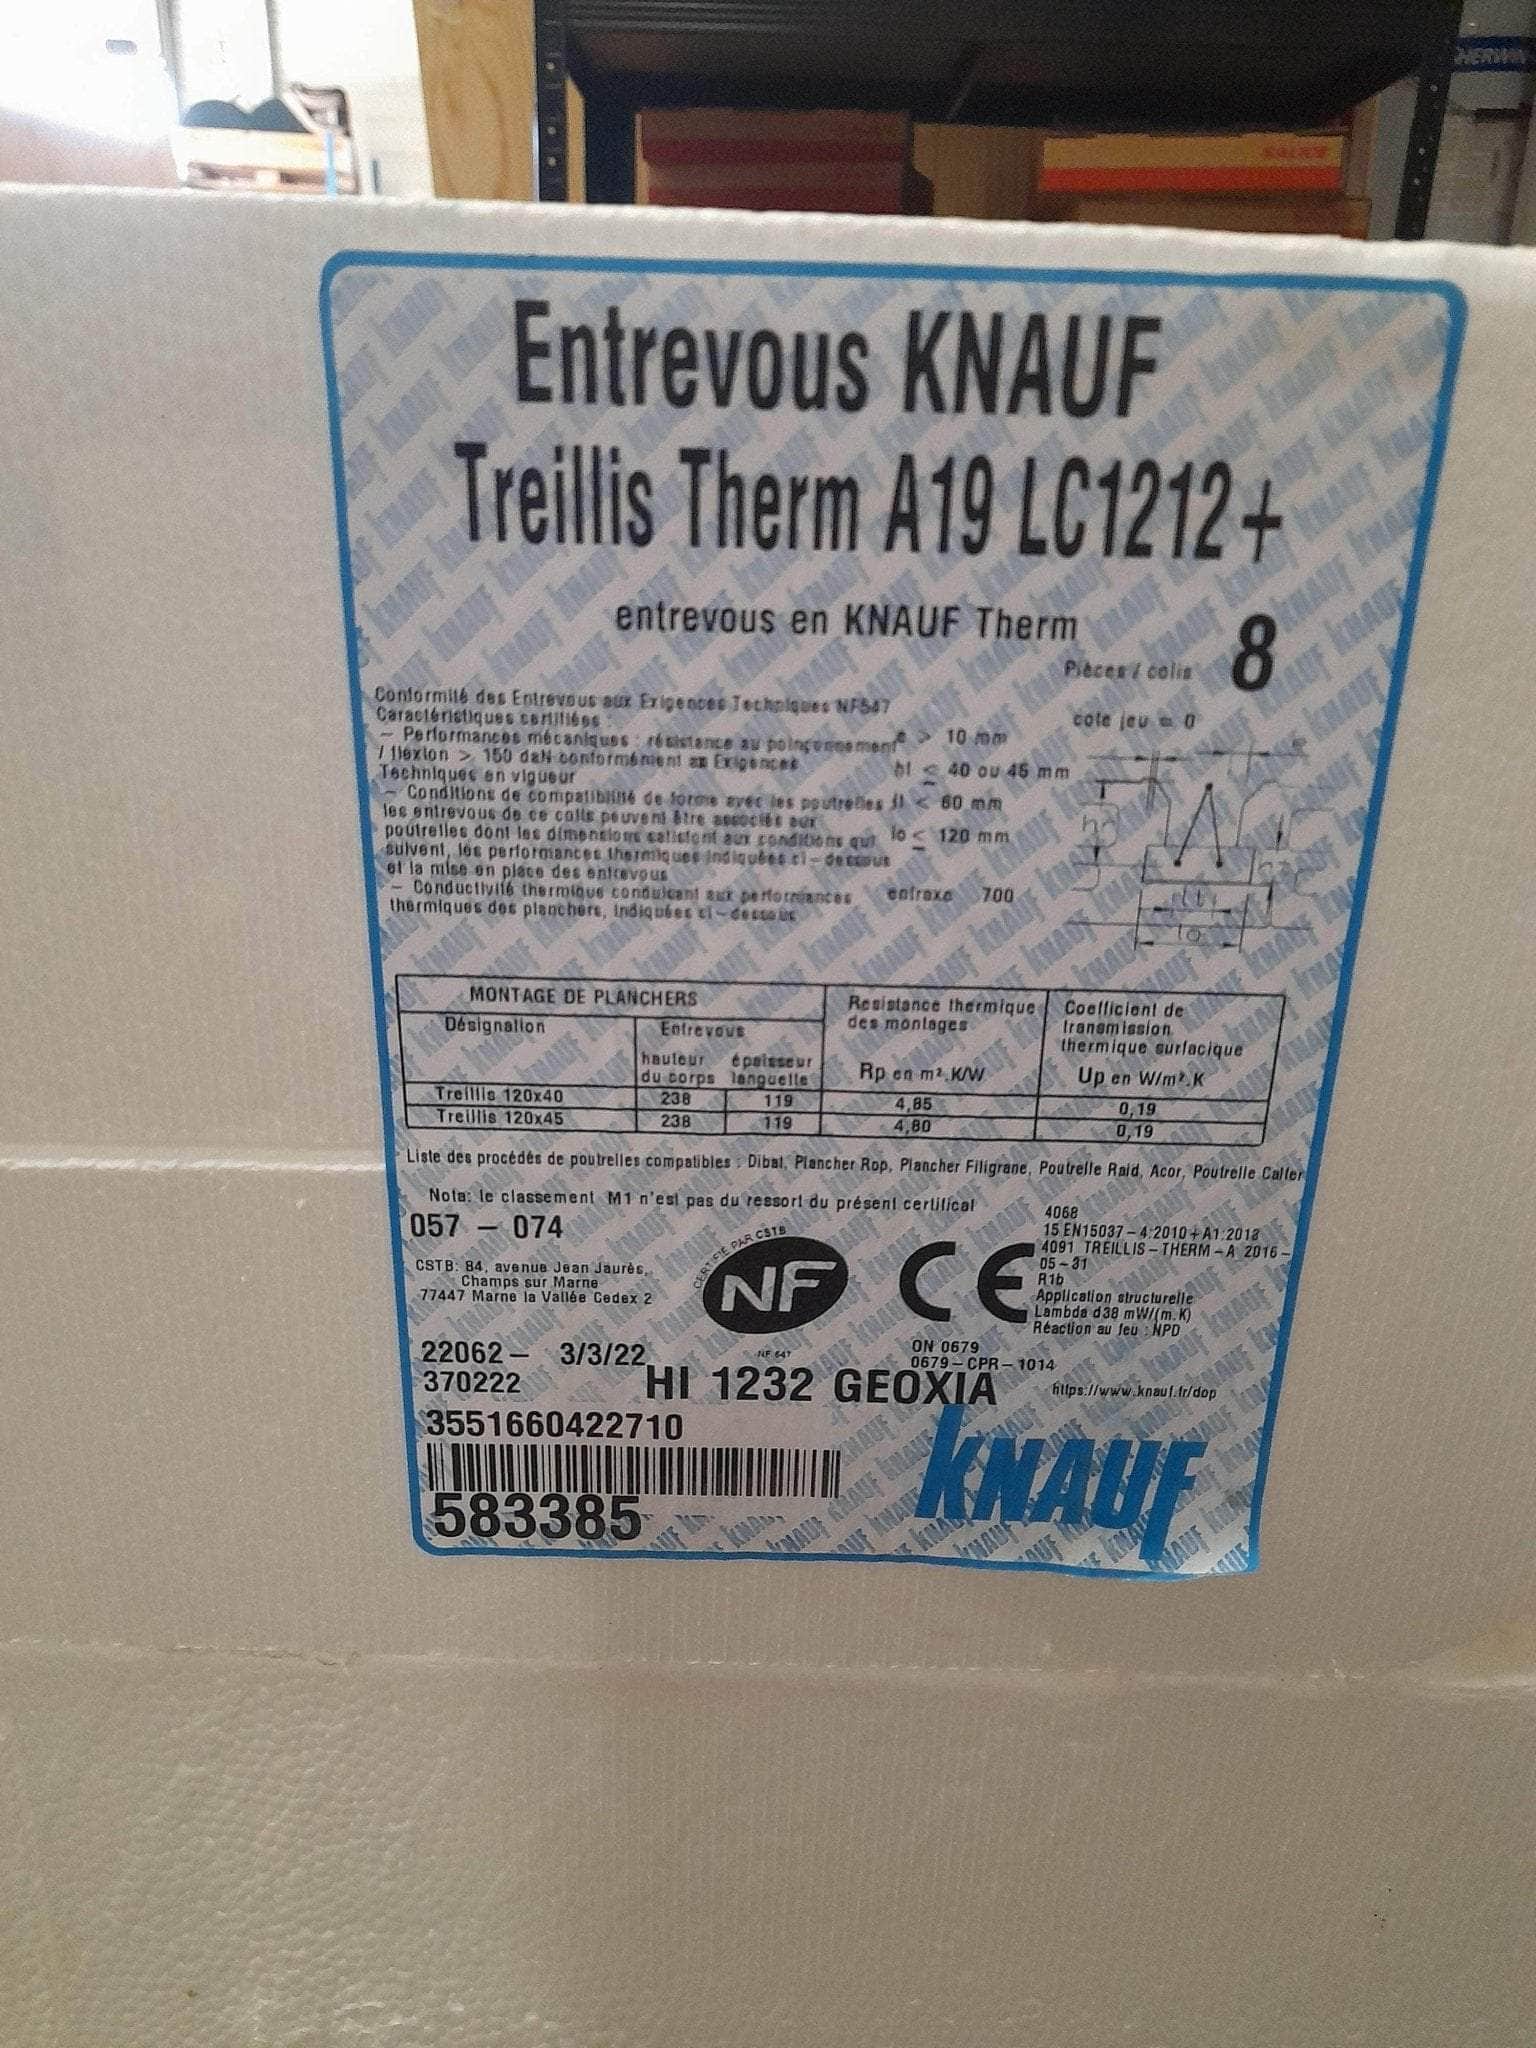 HERWIN
Entrevous KNAUF
Treillis Therm A19 LC1212+
entrevous en KNAUF Therm
Pièces / colis 8
Conformité des Entrevous aux Exigences Techniques NF547
Caractéristiques certifiées :
- Performances mécaniques : résistance au poinçonnement
/ flexion > 150 daN conformément aux Exigences
Techniques en vigueur
- Conditions de compatibilité de forme avec les poutrelles
les entrevous de ce colis peuvent être associés aux
poutrelles dont les dimensions satisfont aux conditions qui
suivent, les performances thermiques indiquées ci-dessous
et la mise en place des entrevous
- Conductivité thermique conduisant aux performances
thermiques des planchers, indiquées ci-dessous
cote jeu = 0
e > 10 mm
ht ≤ 40 ou 45 mm
lt < 60 mm
lo ≤ 120 mm
entraxe 700
e
lt
lo
MONTAGE DE PLANCHERS
Désignation
Entrevous
hauteur du corps
épaisseur languette
Resistance thermique
des montages
Rp en m².K/W
Coefficient de
transmission
thermique surfacique
Up en W/m².K
Treillis 120x40 238 119 4,85 0,19
Treillis 120x45 238 119 4,80 0,19
Liste des procédés de poutrelles compatibles : Dibat, Plancher Rop, Plancher Filigrane, Poutrelle Raid, Acor, Poutrelle Calter
Nota: le classement M1 n'est pas du ressort du présent certificat
057 - 074
CSTB: 84, avenue Jean Jaurès,
Champs sur Marne
77447 Marne la Vallée Cedex 2
CERTIFIÉ PAR CSTB
NF
NF 547
CE
4068
15 EN15037-4:2010+A1:2013
4091 TREILLIS-THERM-A 2016-
05-31
R1b
Application structurelle
Lambda d38 mW/(m.K)
Réaction au feu : NPD
ON 0679
0679-CPR-1014
https://www.knauf.fr/dop
22062- 3/3/22
370222
HI 1232 GEOXIA
3551660422710
583385
KNAUF